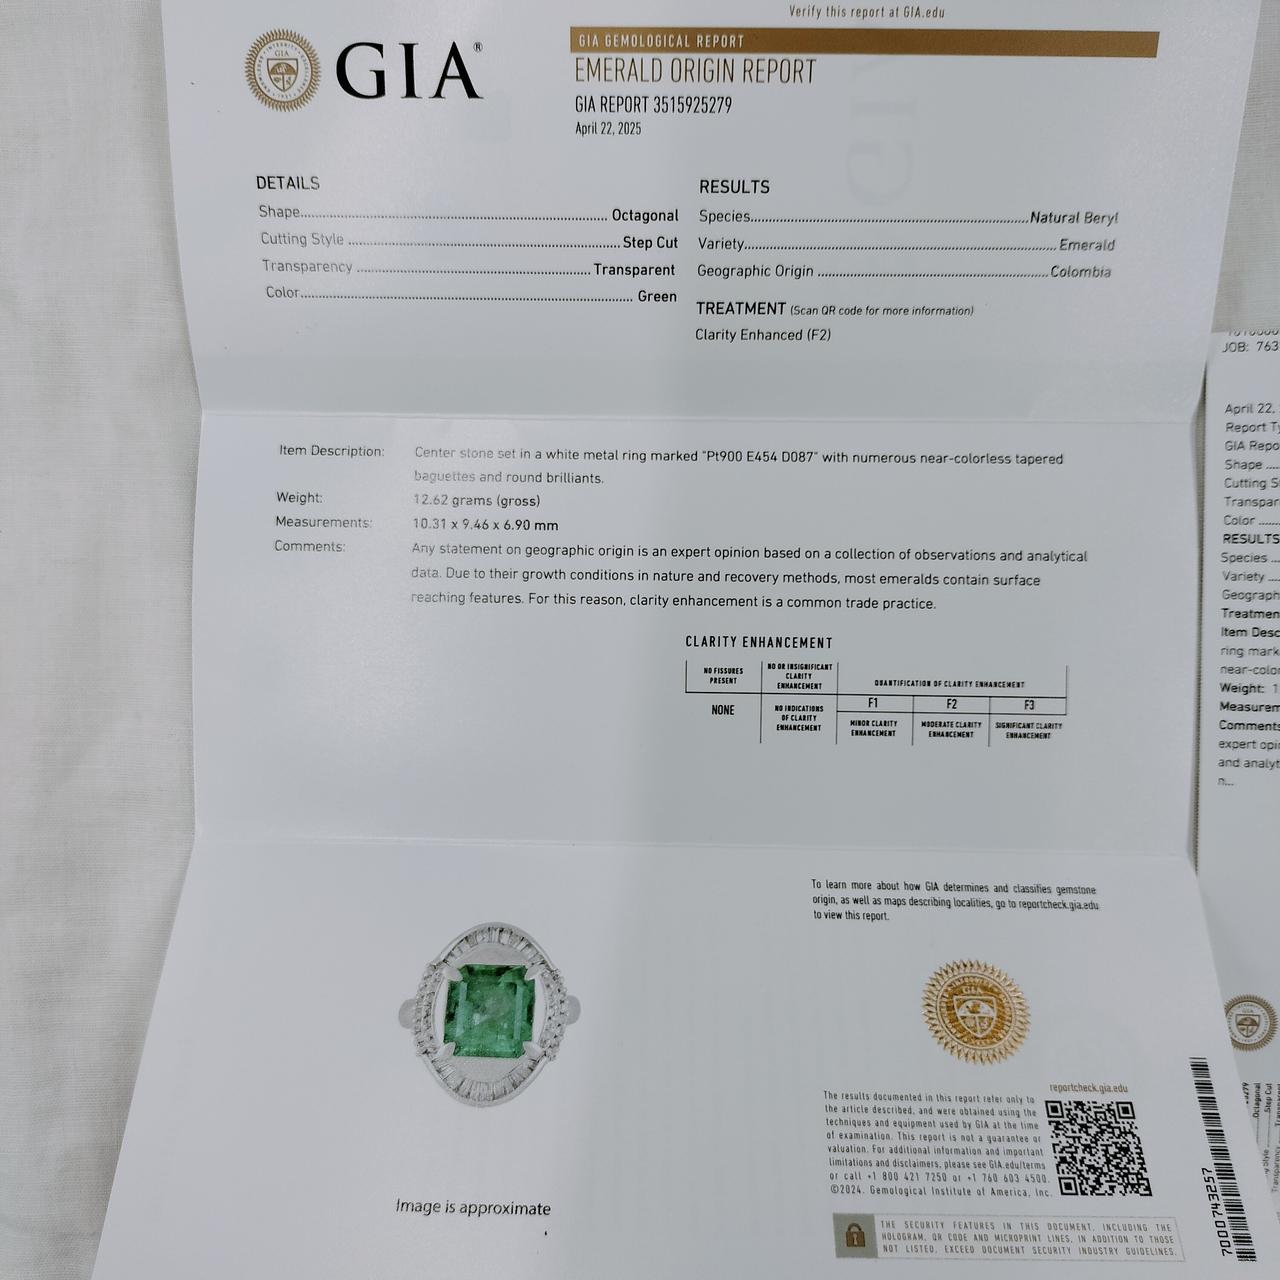 Verify this report at GIA.edu
GIA®
GIA GEMOLOGICAL REPORT
EMERALD ORIGIN REPORT
GIA REPORT 3515925279
April 22, 2025
DETAILS
Shape Octagonal
Cutting Style Step Cut
Transparency Transparent
Color Green
RESULTS
Species Natural Beryl
Variety Emerald
Geographic Origin Colombia
TREATMENT (Scan QR code for more information)
Clarity Enhanced (F2)
Item Description: Center stone set in a white metal ring marked "Pt900 E454 D087" with numerous near-colorless tapered
baguettes and round brilliants.
Weight: 12.62 grams (gross)
Measurements: 10.31 x 9.46 x 6.90 mm
Comments: Any statement on geographic origin is an expert opinion based on a collection of observations and analytical
data. Due to their growth conditions in nature and recovery methods, most emeralds contain surface
reaching features. For this reason, clarity enhancement is a common trade practice.
CLARITY ENHANCEMENT
NO FISSURES
PRESENT
NO OR INSIGNIFICANT
CLARITY
ENHANCEMENT
QUANTIFICATION OF CLARITY ENHANCEMENT
NONE
NO INDICATIONS
OF CLARITY
ENHANCEMENT
F1 F2 F3
MINOR CLARITY
ENHANCEMENT
MODERATE CLARITY
ENHANCEMENT
SIGNIFICANT CLARITY
ENHANCEMENT
To learn more about how GIA determines and classifies gemstone
origin, as well as maps describing localities, go to reportcheck.gia.edu
to view this report.
Image is approximate
reportcheck.gia.edu
The results documented in this report refer only to
the article described, and were obtained using the
techniques and equipment used by GIA at the time
of examination. This report is not a guarantee or
valuation. For additional information and important
limitations and disclaimers, please see GIA.edu/terms
or call +1 800 421 7250 or +1 760 603 4500.
©2024. Gemological Institute of America, Inc.
THE SECURITY FEATURES IN THIS DOCUMENT, INCLUDING THE
HOLOGRAM, QR CODE AND MICROPRINT LINES, IN ADDITION TO THOSE
NOT LISTED, EXCEED DOCUMENT SECURITY INDUSTRY GUIDELINES.
7000743257
JOB: 763
April 22,
Report Ty
GIA Repo
Shape
Cutting S
Transpar
Color
RESULTS
Species
Variety
Geograph
Treatmen
Item Desc
ring mark
near-color
Weight: 1
Measurem
Comments
expert opi
and analyt
n...
Octagonal
Step Cut